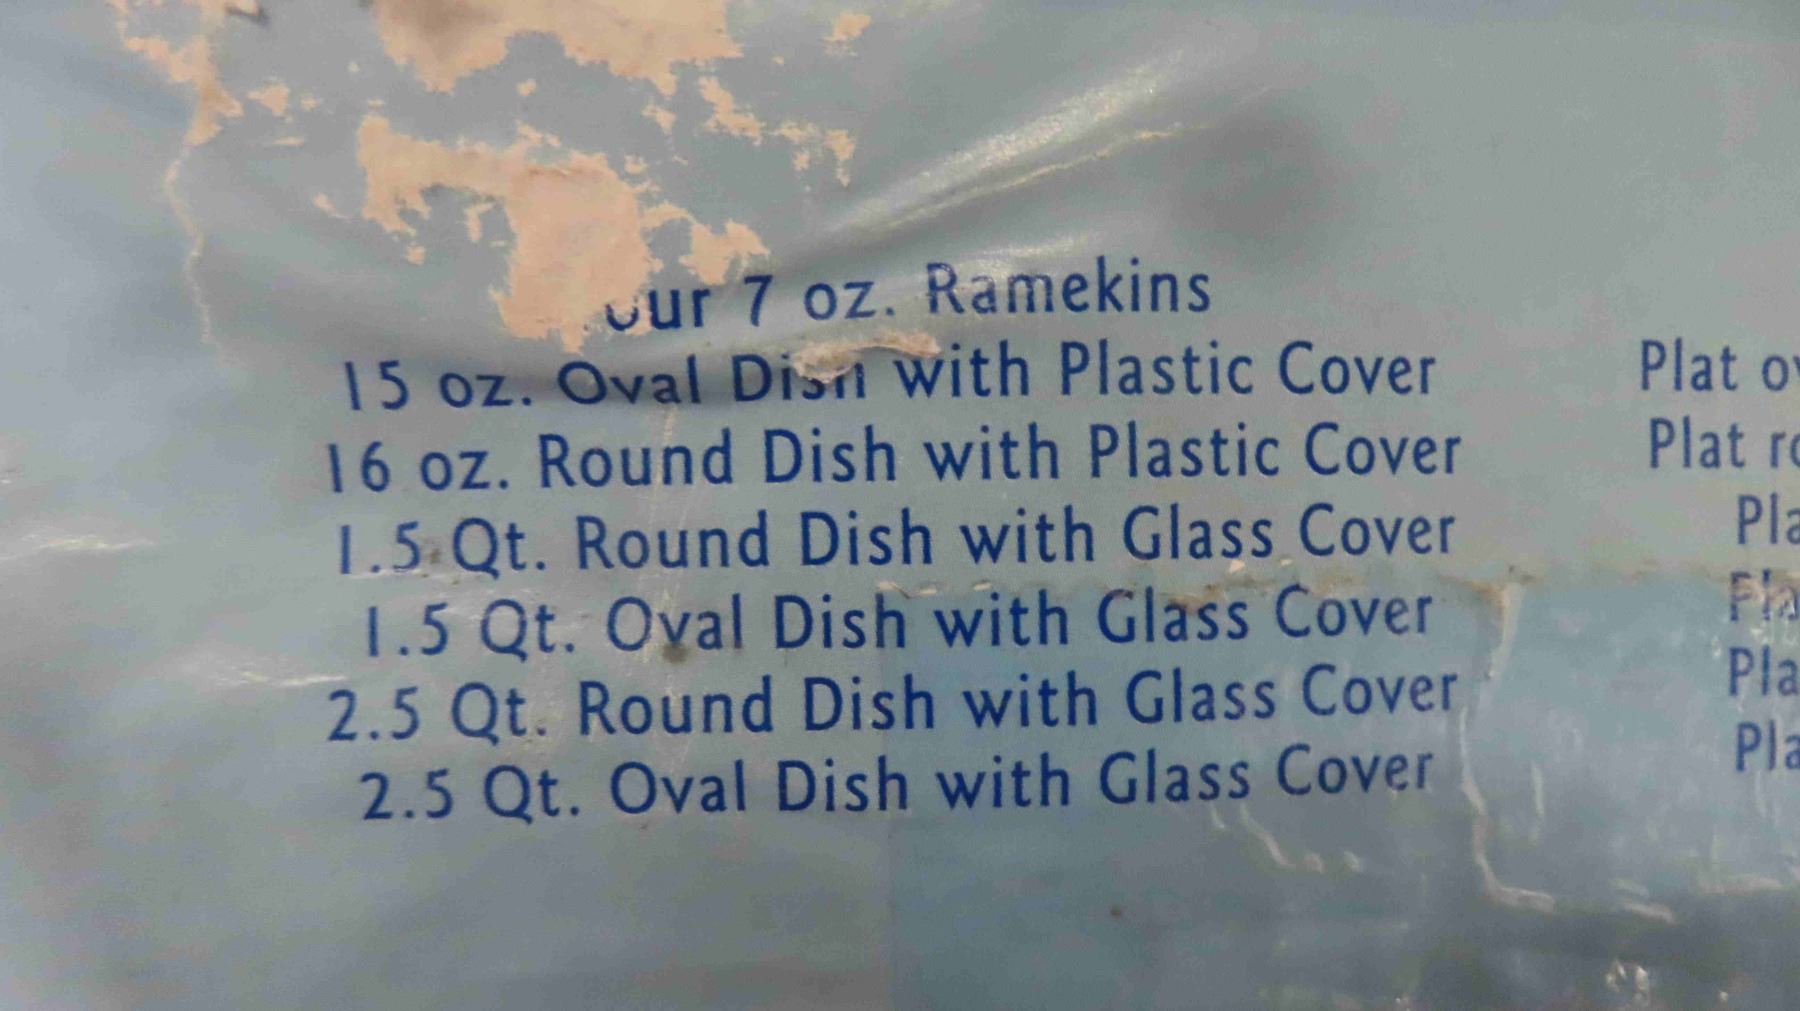 7 oz. Ramekins
15 oz. Oval Dish with Plastic Cover
16 oz. Round Dish with Plastic Cover
1.5 Qt. Round Dish with Glass Cover
1.5 Qt. Oval Dish with Glass Cover
2.5 Qt. Round Dish with Glass Cover
2.5 Qt. Oval Dish with Glass Cover
Plat
Plat